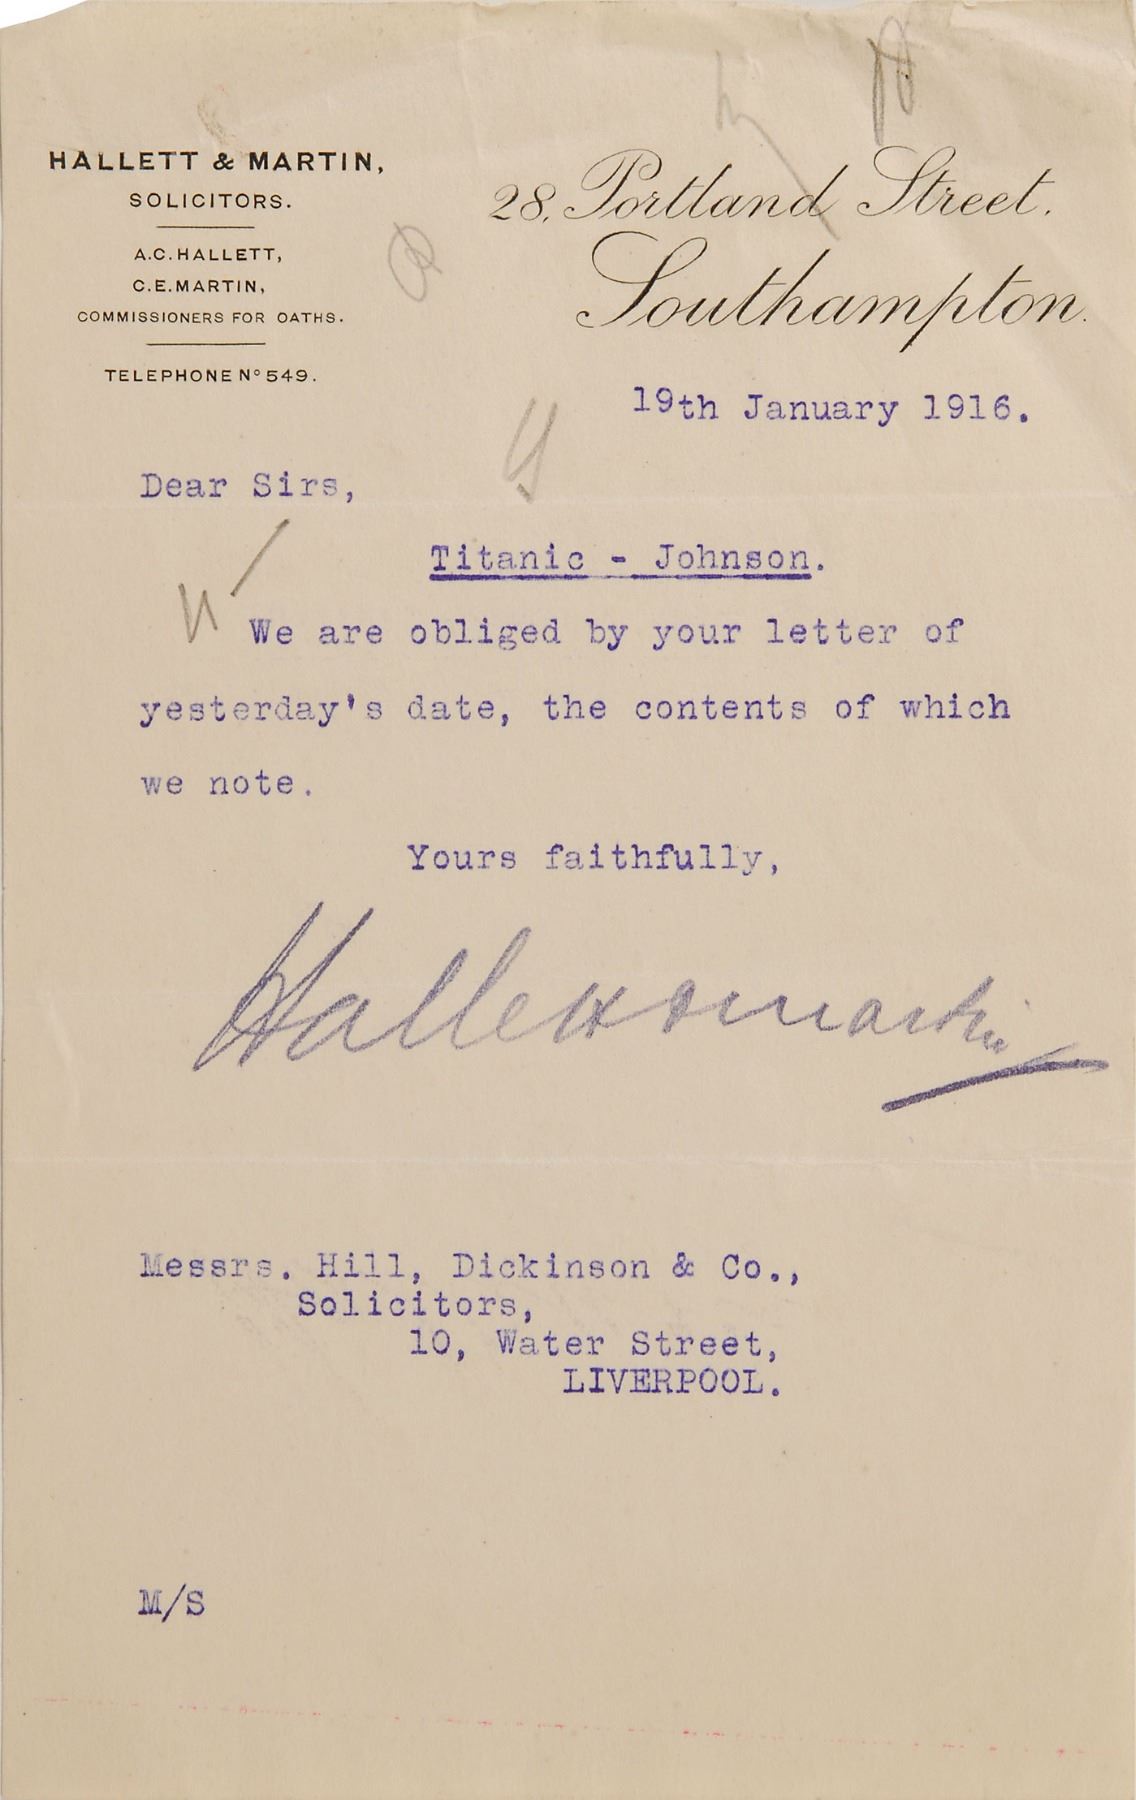 HALLETT & MARTIN,
SOLICITORS.
A.C. HALLETT,
C.E. MARTIN,
COMMISSIONERS FOR OATHS.
TELEPHONE Nº 549.
28, Portland Street.
Southampton.
19th January 1916.
Dear Sirs,
Titanic - Johnson.
We are obliged by your letter of
yesterday's date, the contents of which
we note.
Yours faithfully,
Hallett & Martin
Messrs. Hill, Dickinson & Co.,
Solicitors,
10, Water Street,
LIVERPOOL.
M/S